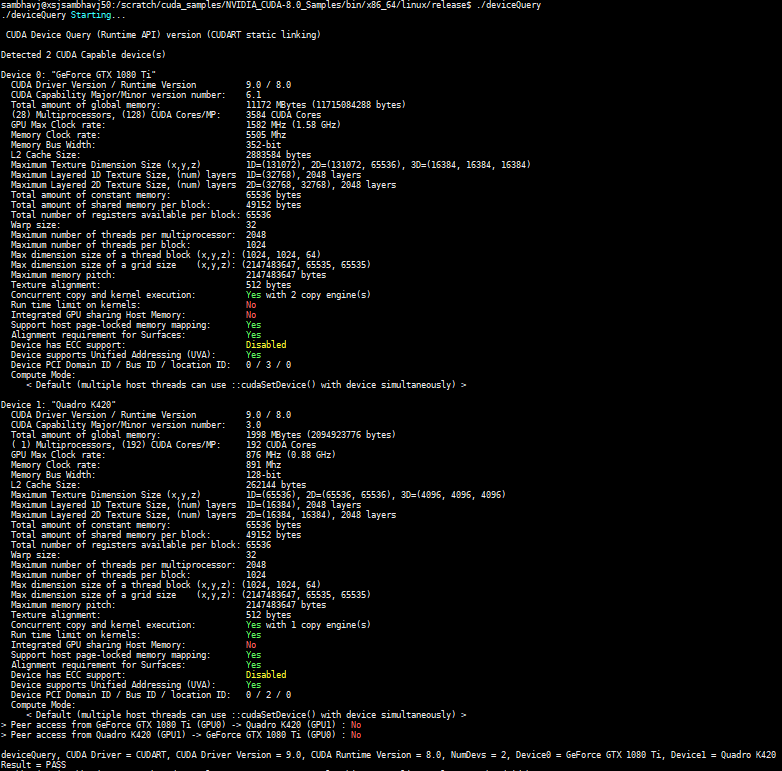 sambhavj@xsjsambhavj50:/scratch/cuda_samples/NVIDIA_CUDA-8.0_Samples/bin/x86_64/linux/release$ ./deviceQuery
./deviceQuery Starting...
CUDA Device Query (Runtime API) version (CUDART static linking)
Detected 2 CUDA Capable device(s)
Device 0: "GeForce GTX 1080 Ti"
CUDA Driver Version / Runtime Version 9.0 / 8.0
CUDA Capability Major/Minor version number: 6.1
Total amount of global memory: 11172 MBytes (11715084288 bytes)
(28) Multiprocessors, (128) CUDA Cores/MP: 3584 CUDA Cores
GPU Max Clock rate: 1582 MHz (1.58 GHz)
Memory Clock rate: 5505 Mhz
Memory Bus Width: 352-bit
L2 Cache Size: 2883584 bytes
Maximum Texture Dimension Size (x,y,z) 1D=(131072), 2D=(131072, 65536), 3D=(16384, 16384, 16384)
Maximum Layered 1D Texture Size, (num) layers 1D=(32768), 2048 layers
Maximum Layered 2D Texture Size, (num) layers 2D=(32768, 32768), 2048 layers
Total amount of constant memory: 65536 bytes
Total amount of shared memory per block: 49152 bytes
Total number of registers available per block: 65536
Warp size: 32
Maximum number of threads per multiprocessor: 2048
Maximum number of threads per block: 1024
Max dimension size of a thread block (x,y,z): (1024, 1024, 64)
Max dimension size of a grid size (x,y,z): (2147483647, 65535, 65535)
Maximum memory pitch: 2147483647 bytes
Texture alignment: 512 bytes
Concurrent copy and kernel execution: Yes with 2 copy engine(s)
Run time limit on kernels: No
Integrated GPU sharing Host Memory: No
Support host page-locked memory mapping: Yes
Alignment requirement for Surfaces: Yes
Device has ECC support: Disabled
Device supports Unified Addressing (UVA): Yes
Device PCI Domain ID / Bus ID / location ID: 0 / 3 / 0
Compute Mode:
< Default (multiple host threads can use ::cudaSetDevice() with device simultaneously) >
Device 1: "Quadro K420"
CUDA Driver Version / Runtime Version 9.0 / 8.0
CUDA Capability Major/Minor version number: 3.0
Total amount of global memory: 1998 MBytes (2094923776 bytes)
( 1) Multiprocessors, (192) CUDA Cores/MP: 192 CUDA Cores
GPU Max Clock rate: 876 MHz (0.88 GHz)
Memory Clock rate: 891 Mhz
Memory Bus Width: 128-bit
L2 Cache Size: 262144 bytes
Maximum Texture Dimension Size (x,y,z) 1D=(65536), 2D=(65536, 65536), 3D=(4096, 4096, 4096)
Maximum Layered 1D Texture Size, (num) layers 1D=(16384), 2048 layers
Maximum Layered 2D Texture Size, (num) layers 2D=(16384, 16384), 2048 layers
Total amount of constant memory: 65536 bytes
Total amount of shared memory per block: 49152 bytes
Total number of registers available per block: 65536
Warp size: 32
Maximum number of threads per multiprocessor: 2048
Maximum number of threads per block: 1024
Max dimension size of a thread block (x,y,z): (1024, 1024, 64)
Max dimension size of a grid size (x,y,z): (2147483647, 65535, 65535)
Maximum memory pitch: 2147483647 bytes
Texture alignment: 512 bytes
Concurrent copy and kernel execution: Yes with 1 copy engine(s)
Run time limit on kernels: Yes
Integrated GPU sharing Host Memory: No
Support host page-locked memory mapping: Yes
Alignment requirement for Surfaces: Yes
Device has ECC support: Disabled
Device supports Unified Addressing (UVA): Yes
Device PCI Domain ID / Bus ID / location ID: 0 / 2 / 0
Compute Mode:
< Default (multiple host threads can use ::cudaSetDevice() with device simultaneously) >
> Peer access from GeForce GTX 1080 Ti (GPU0) -> Quadro K420 (GPU1) : No
> Peer access from Quadro K420 (GPU1) -> GeForce GTX 1080 Ti (GPU0) : No
deviceQuery, CUDA Driver = CUDART, CUDA Driver Version = 9.0, CUDA Runtime Version = 8.0, NumDevs = 2, Device0 = GeForce GTX 1080 Ti, Device1 = Quadro K420
Result = PASS